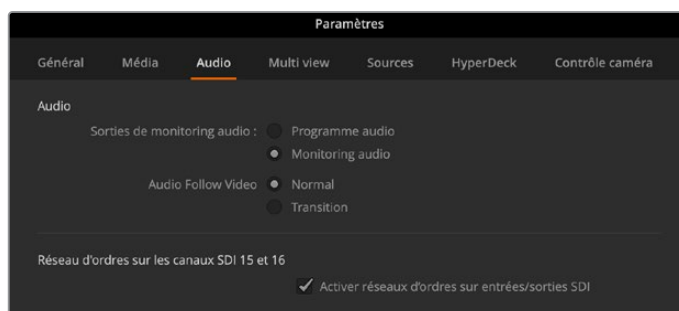 Paramètres
Général Média Audio Multi view Sources HyperDeck Contrôle caméra
Audio
Sorties de monitoring audio : Programme audio
Monitoring audio
Audio Follow Video Normal
Transition
Réseau d'ordres sur les canaux SDI 15 et 16
Activer réseaux d'ordres sur entrées/sorties SDI